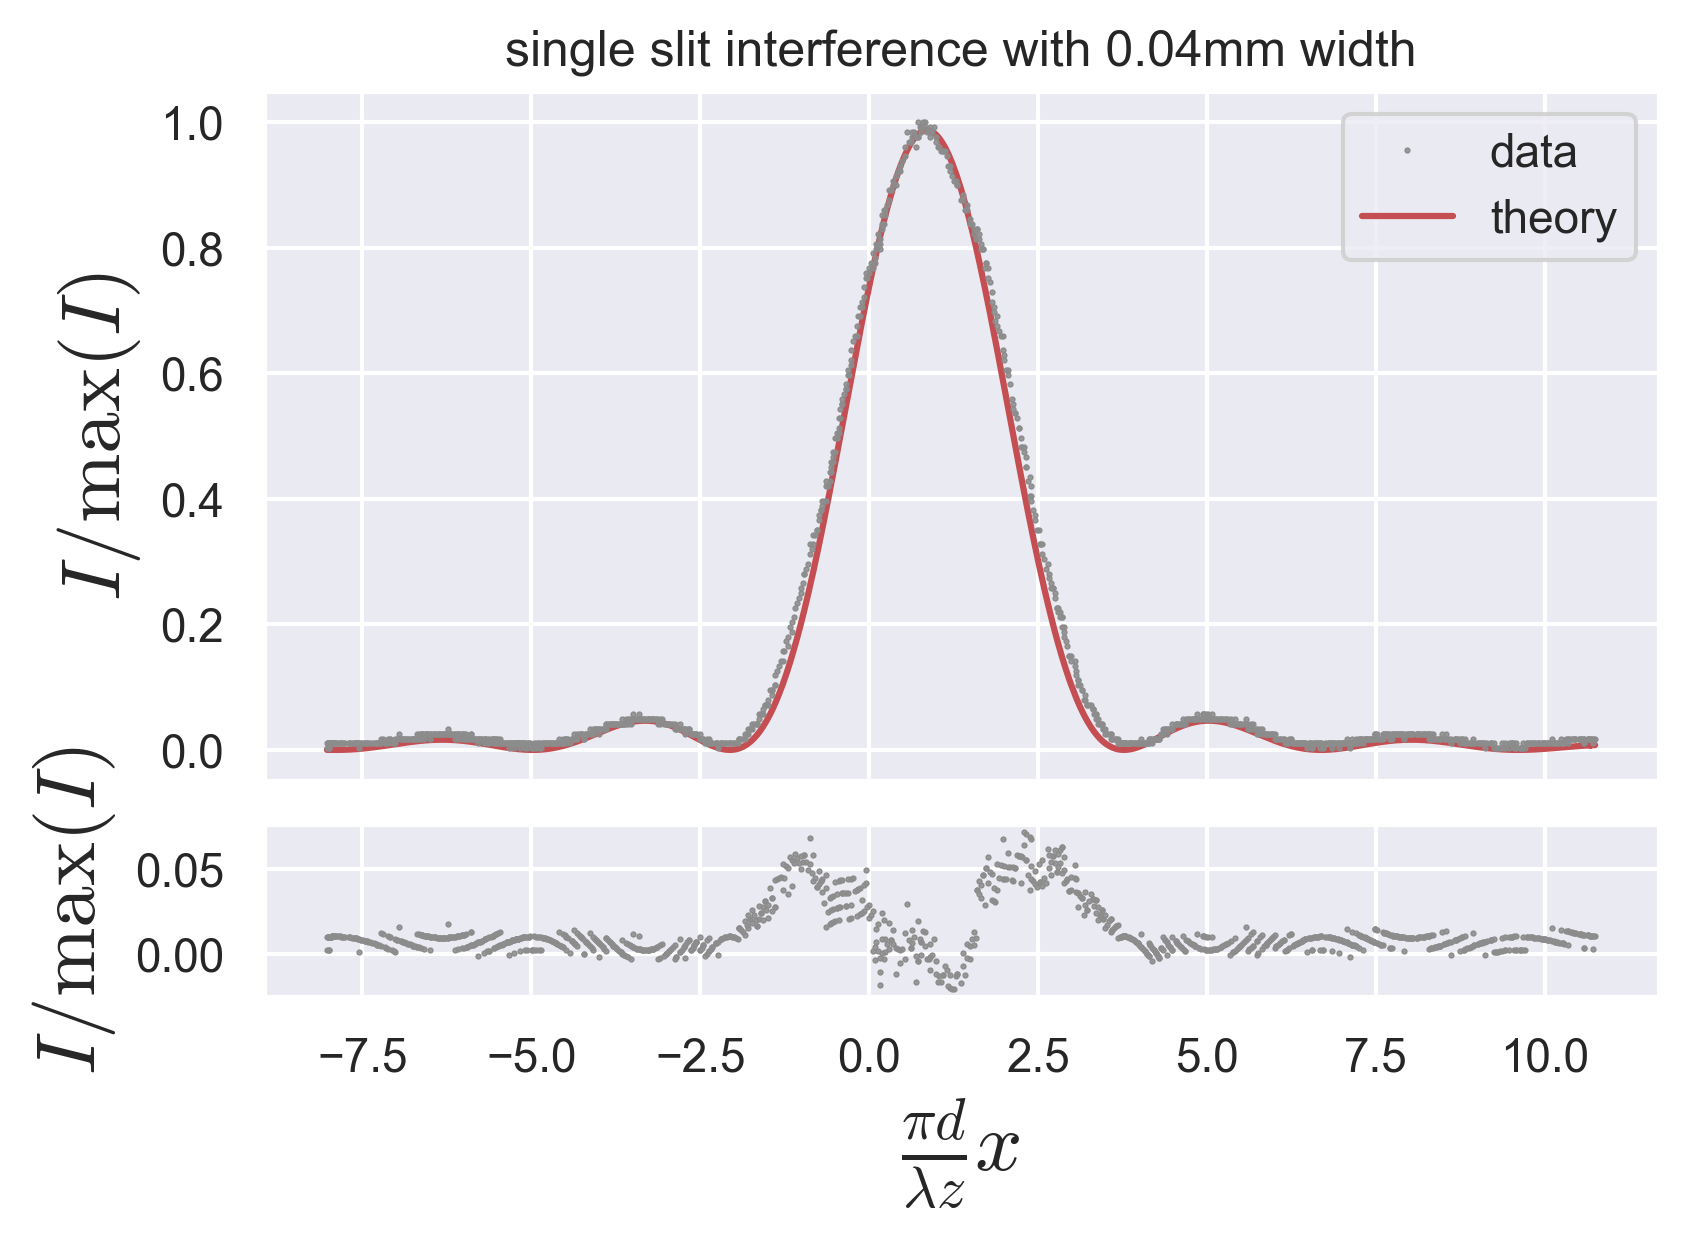 single slit interference with 0.04mm width
I/max(I)
1.0
0.8
0.6
0.4
0.2
0.0
data
theory
I/max(I)
0.05
0.00
−7.5 −5.0 −2.5 0.0 2.5 5.0 7.5 10.0
πd/λz x